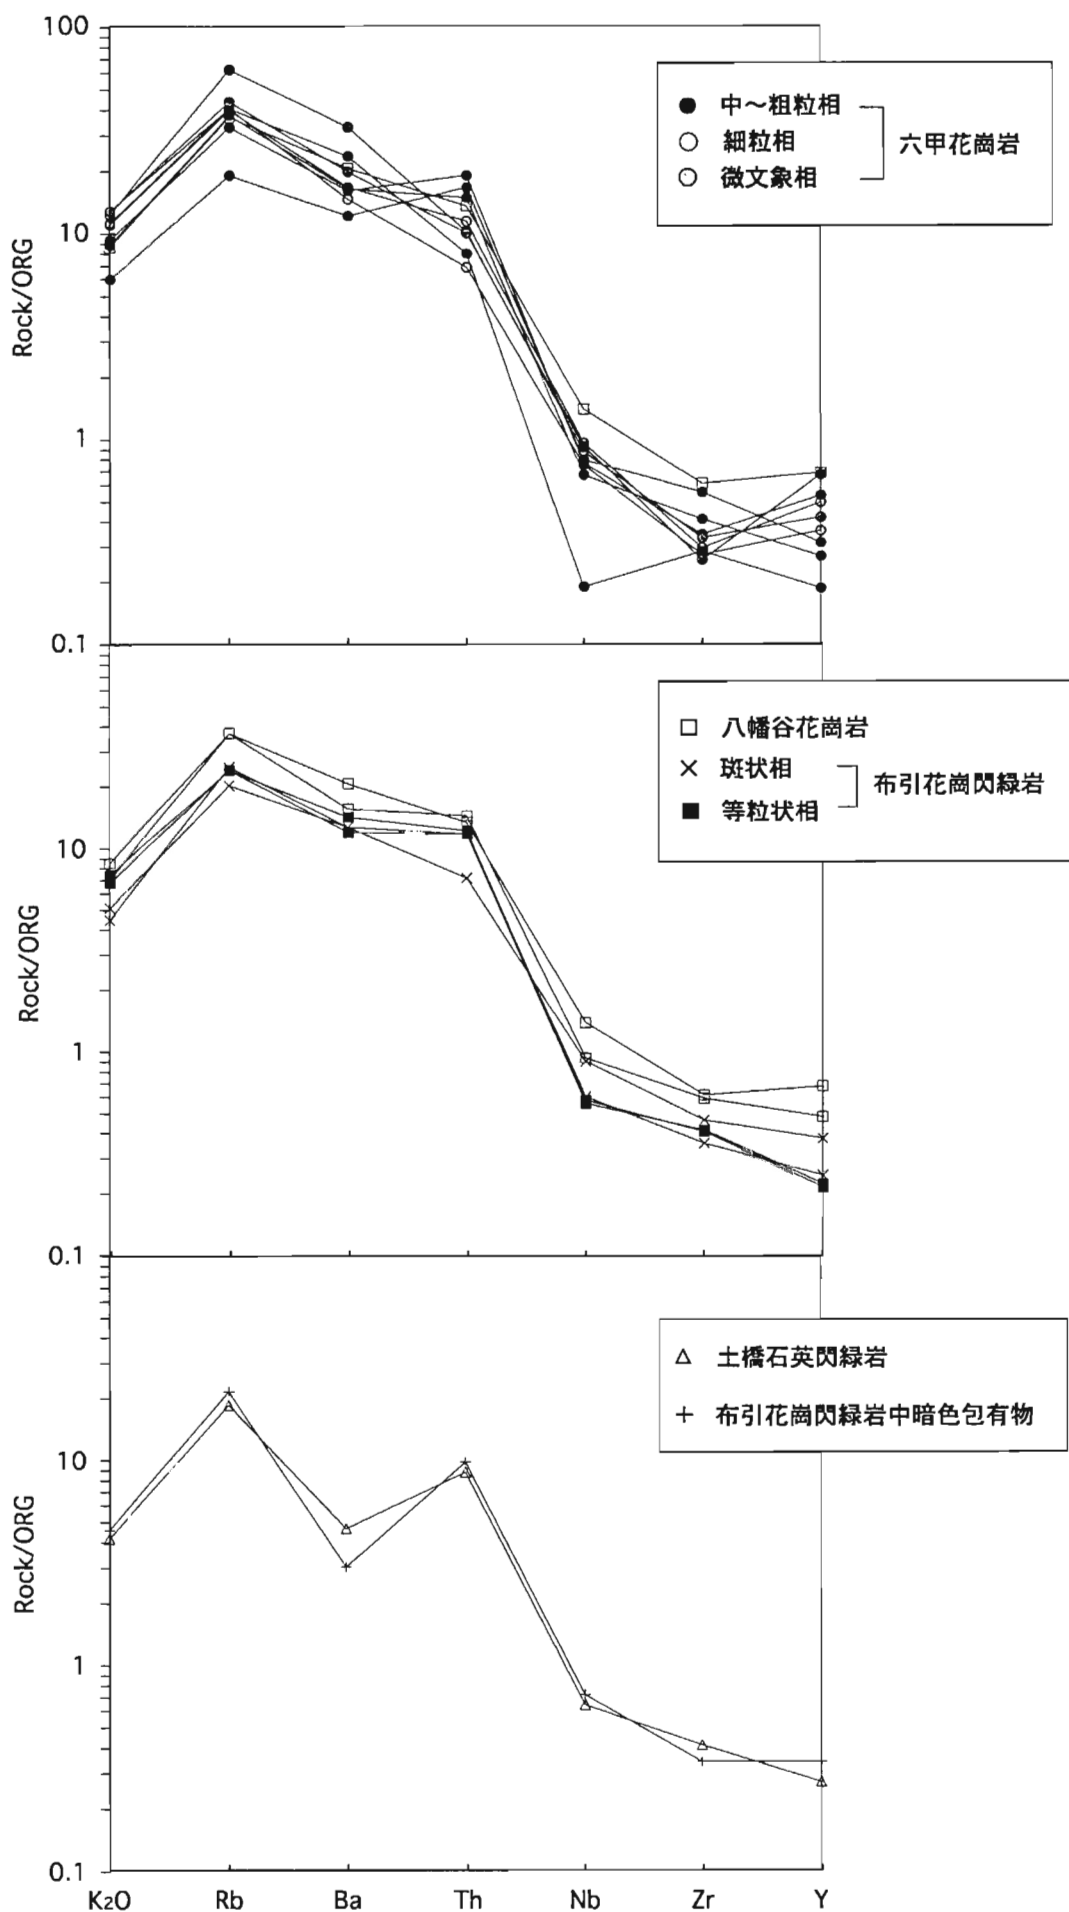 100
10
1
0.1
Rock/ORG
中〜粗粒相
細粒相
微文象相
六甲花崗岩
10
1
0.1
Rock/ORG
八幡谷花崗岩
斑状相
等粒状相
布引花崗閃緑岩
10
1
0.1
Rock/ORG
土橋石英閃緑岩
布引花崗閃緑岩中暗色包有物
K2O Rb Ba Th Nb Zr Y